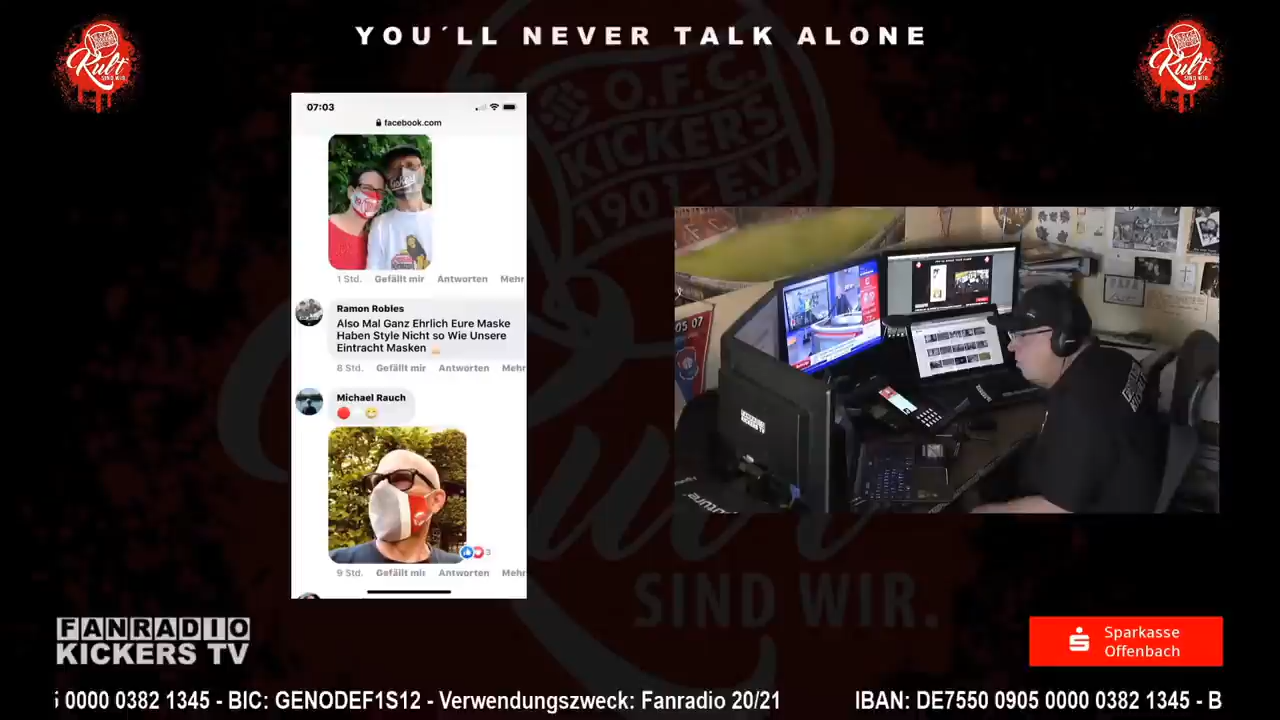 YOU´LL NEVER TALK ALONE
Kult
SIND WIR.
Kult
SIND WIR.
O.F.C.
KICKERS
1901 E.V.
07:03
facebook.com
1 Std. Gefällt mir Antworten Mehr
Ramon Robles
Also Mal Ganz Ehrlich Eure Maske
Haben Style Nicht so Wie Unsere
Eintracht Masken
8 Std. Gefällt mir Antworten Mehr
Michael Rauch
3
9 Std. Gefällt mir Antworten Mehr
SIND WIR.
FANRADIO
KICKERS TV
Sparkasse
Offenbach
0000 0382 1345 - BIC: GENODEF1S12 - Verwendungszweck: Fanradio 20/21 IBAN: DE7550 0905 0000 0382 1345 - B